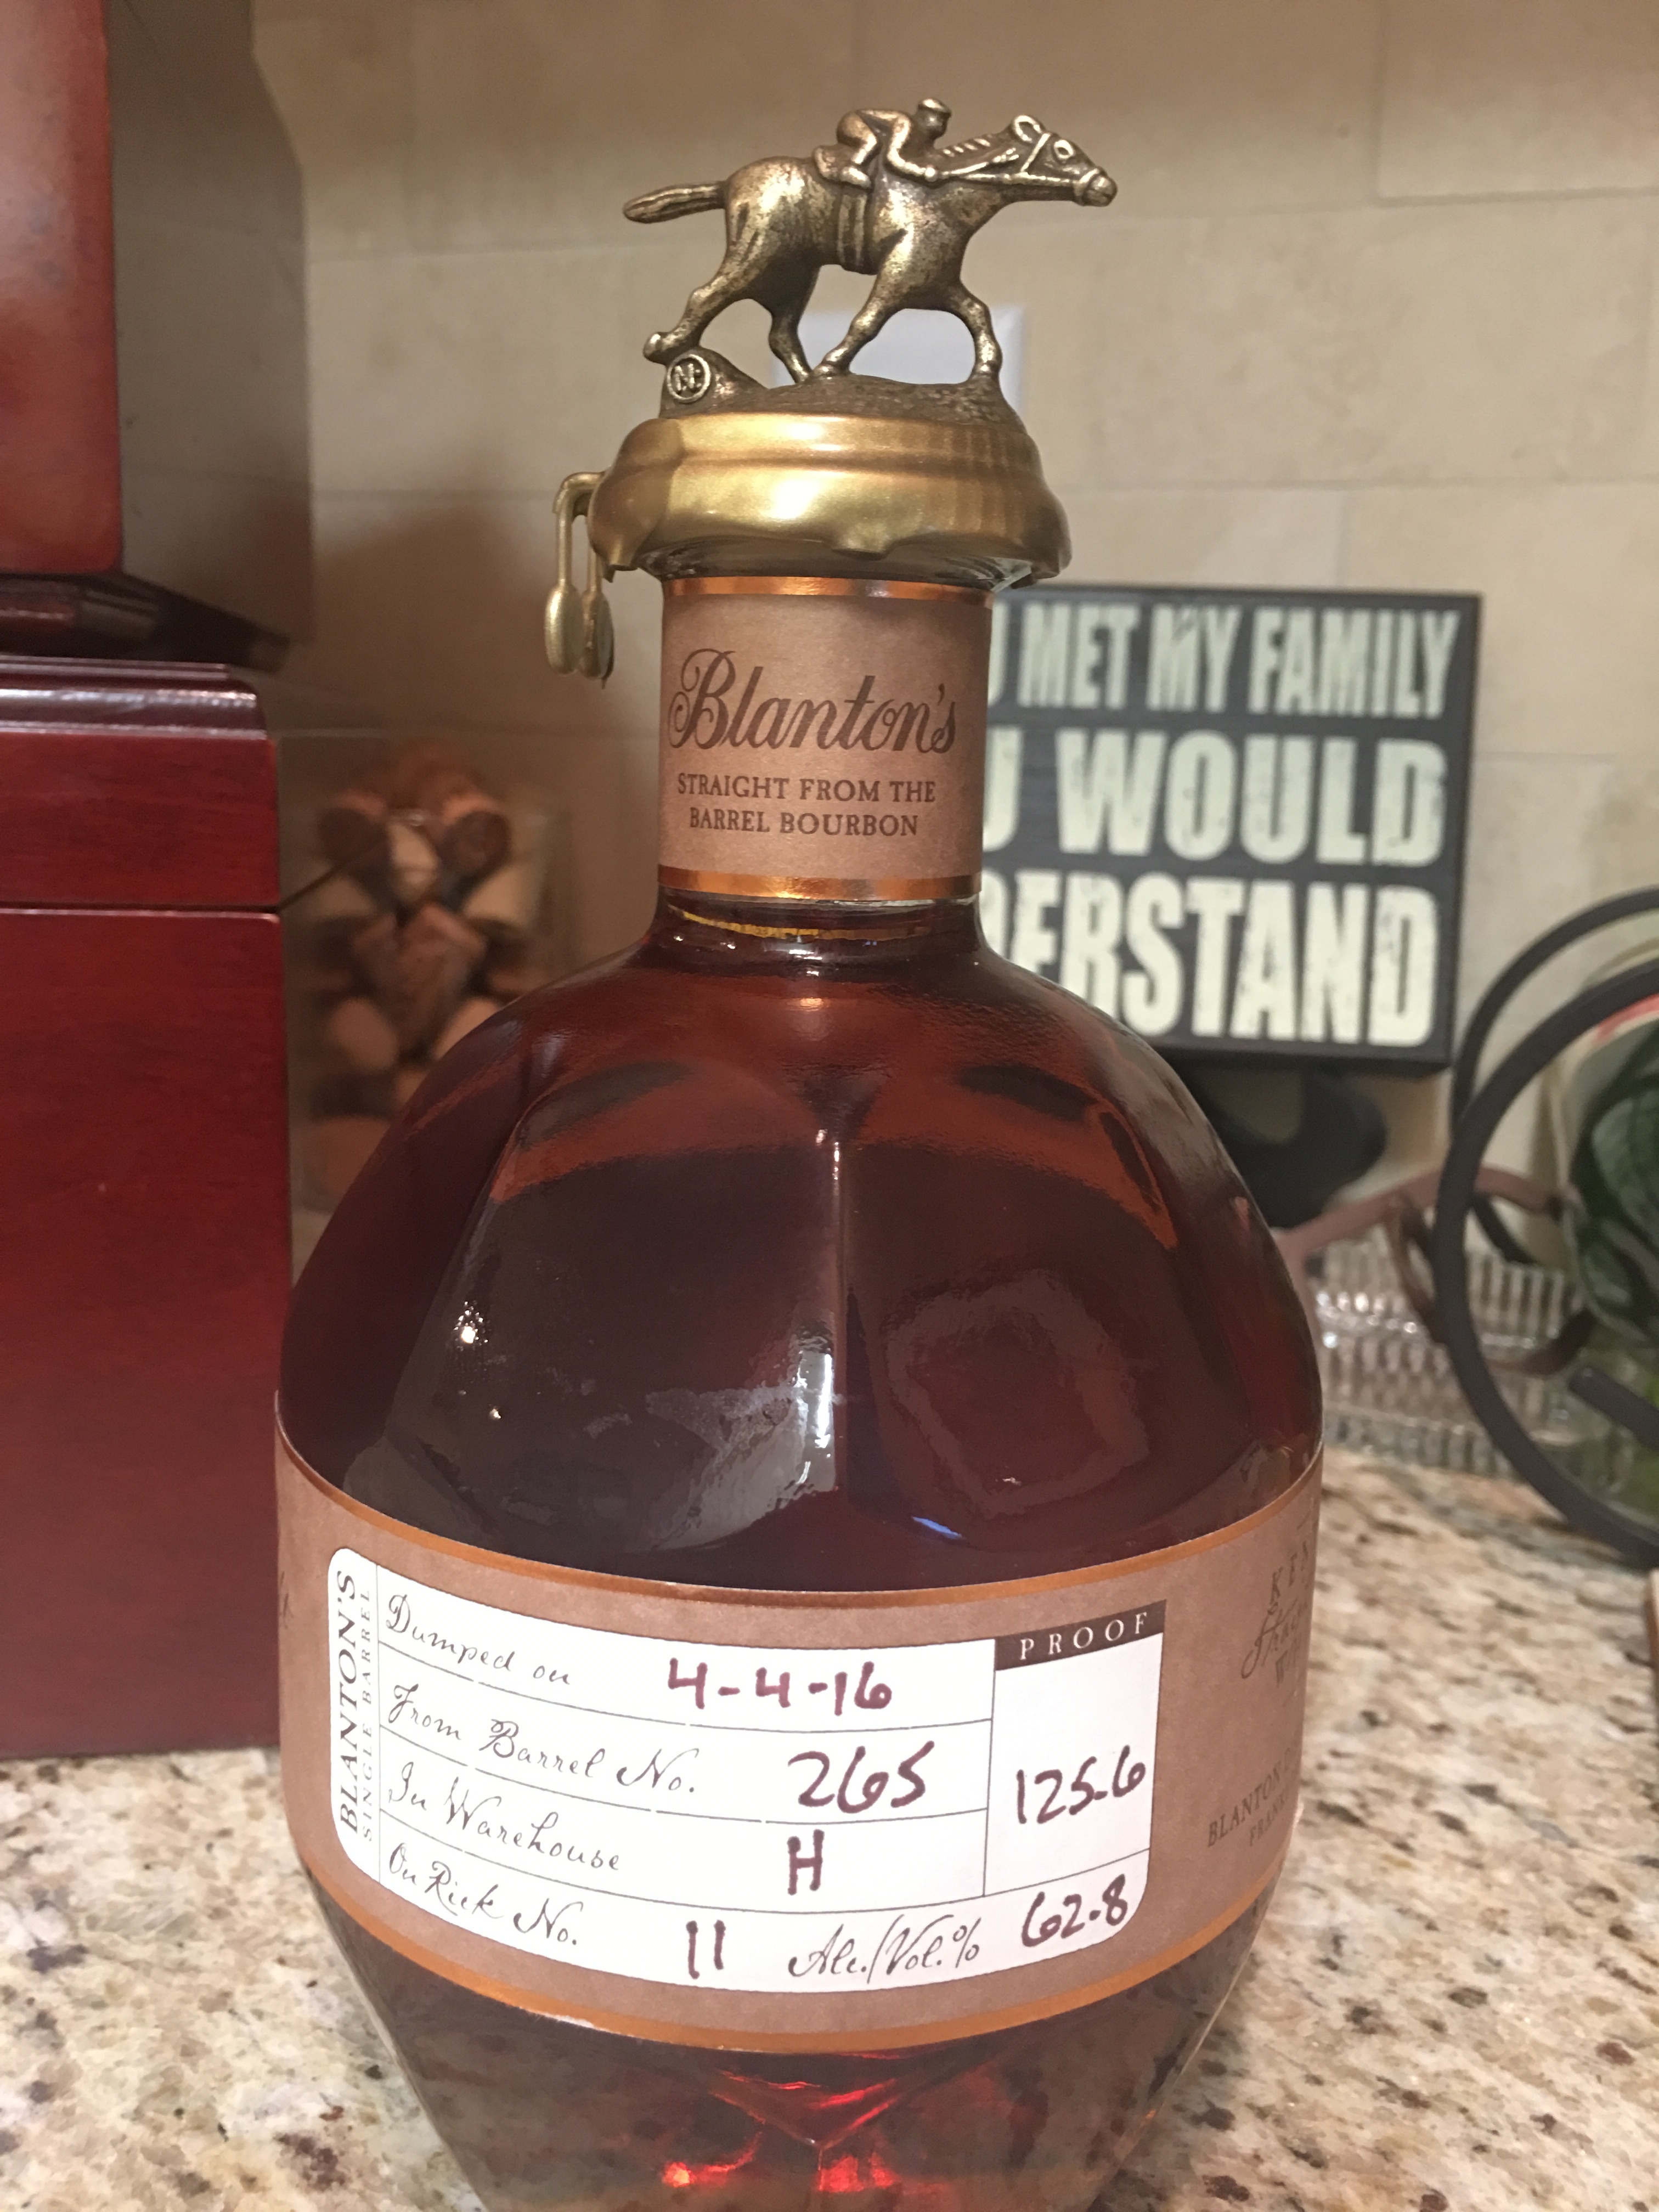 N
Blanton's
STRAIGHT FROM THE
BARREL BOURBON
MET MY FAMILY
WOULD
BLANTON'S
SINGLE BARREL
Dumped on 4-4-16
From Barrel No. 265
In Warehouse H
On Rick No. 11
PROOF
125.6
Alc./Vol.% 62.8